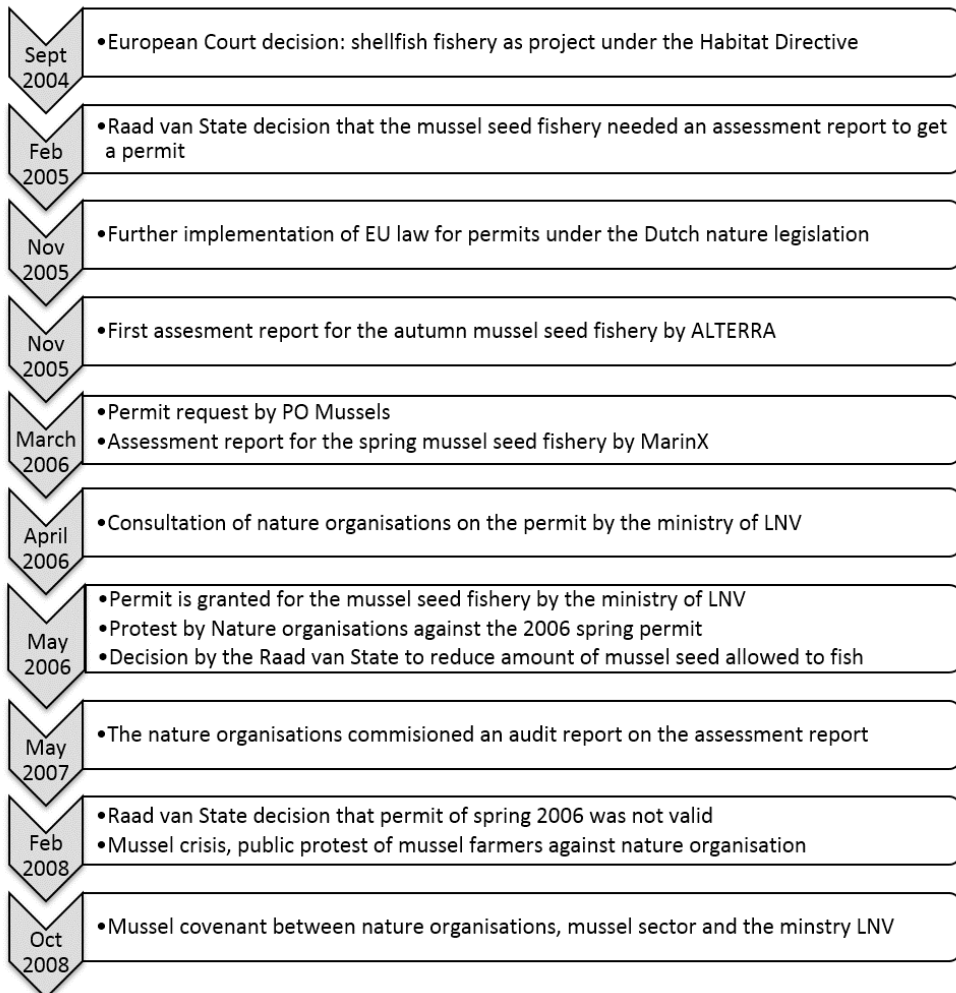 Sept
2004
•European Court decision: shellfish fishery as project under the Habitat Directive
Feb
2005
•Raad van State decision that the mussel seed fishery needed an assessment report to get
a permit
Nov
2005
•Further implementation of EU law for permits under the Dutch nature legislation
Nov
2005
•First assesment report for the autumn mussel seed fishery by ALTERRA
March
2006
•Permit request by PO Mussels
•Assessment report for the spring mussel seed fishery by MarinX
April
2006
•Consultation of nature organisations on the permit by the ministry of LNV
May
2006
•Permit is granted for the mussel seed fishery by the ministry of LNV
•Protest by Nature organisations against the 2006 spring permit
•Decision by the Raad van State to reduce amount of mussel seed allowed to fish
May
2007
•The nature organisations commisioned an audit report on the assessment report
Feb
2008
•Raad van State decision that permit of spring 2006 was not valid
•Mussel crisis, public protest of mussel farmers against nature organisation
Oct
2008
•Mussel covenant between nature organisations, mussel sector and the minstry LNV